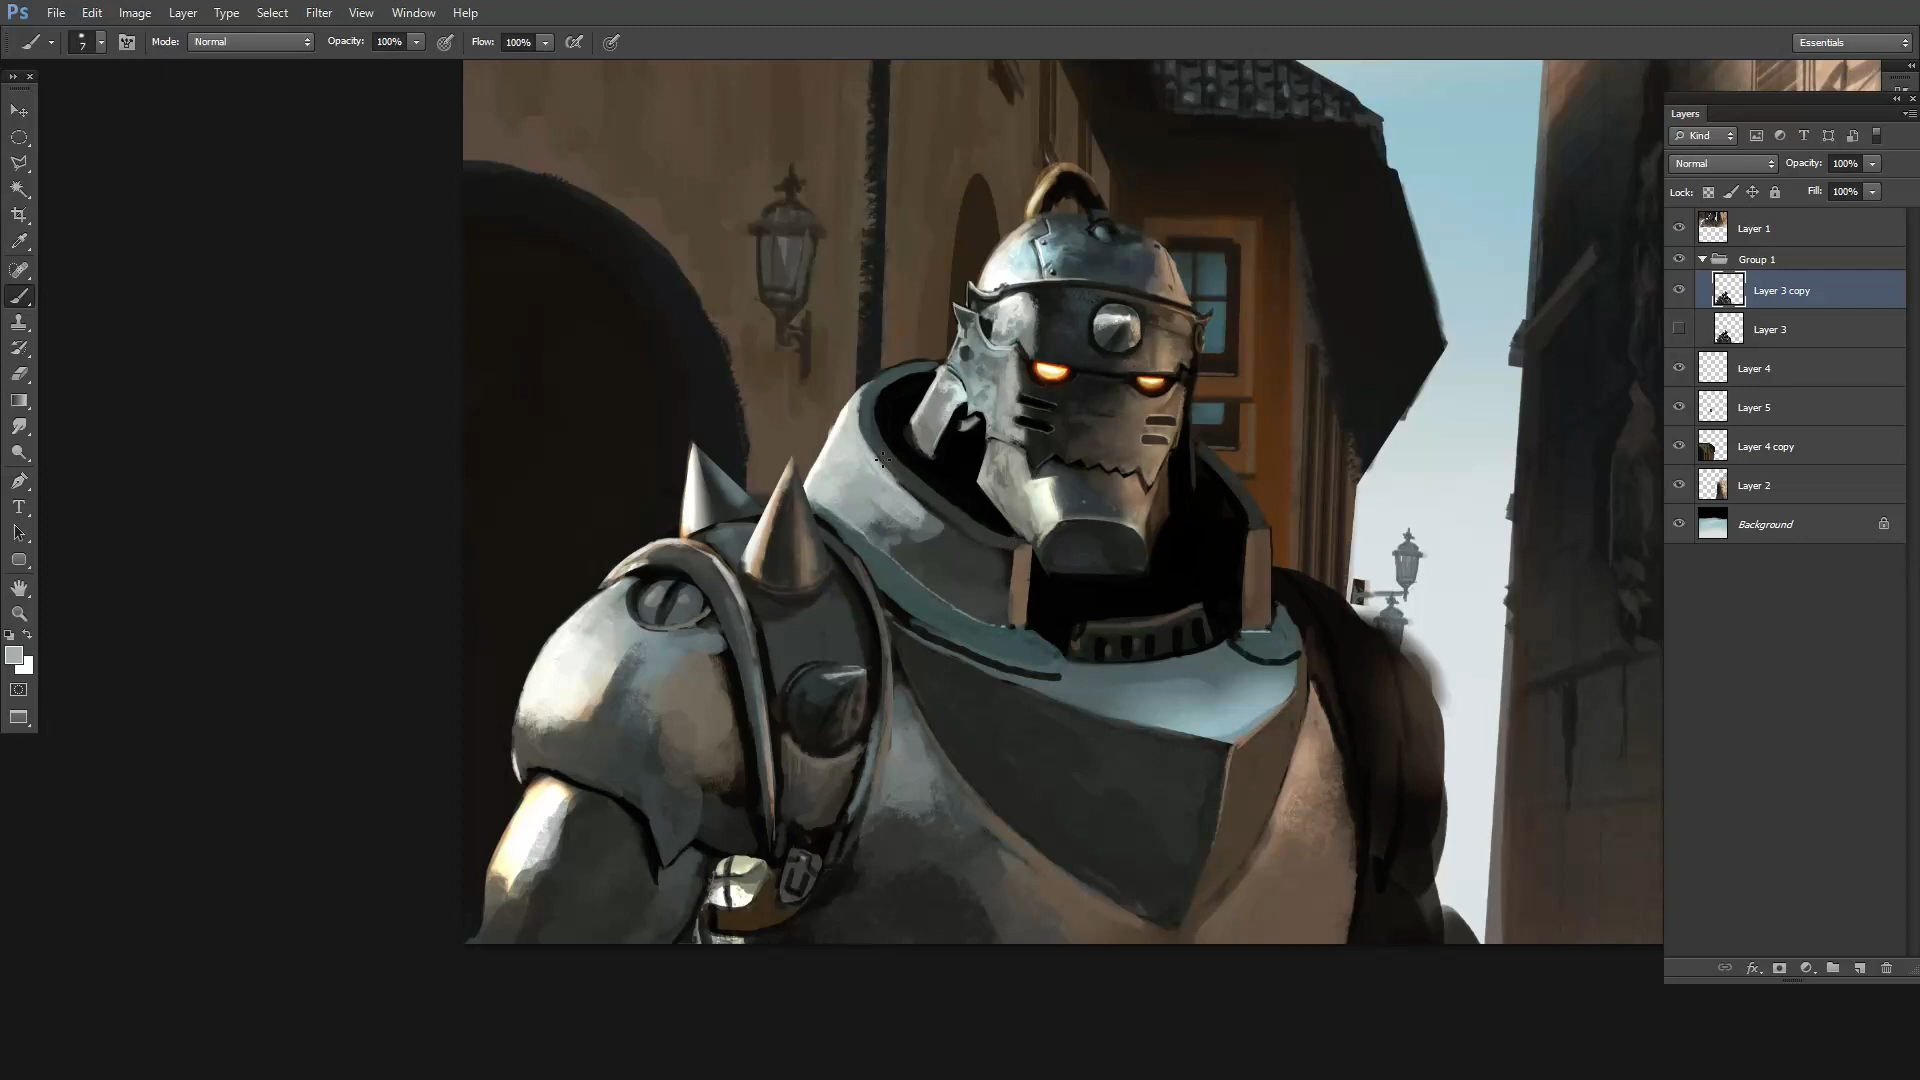 Ps File Edit Image Layer Type Select Filter View Window Help
7 Mode: Normal Opacity: 100% Flow: 100% Essentials
Layers
Kind
Normal Opacity: 100%
Lock: Fill: 100%
Layer 1
Group 1
Layer 3 copy
Layer 3
Layer 4
Layer 5
Layer 4 copy
Layer 2
Background